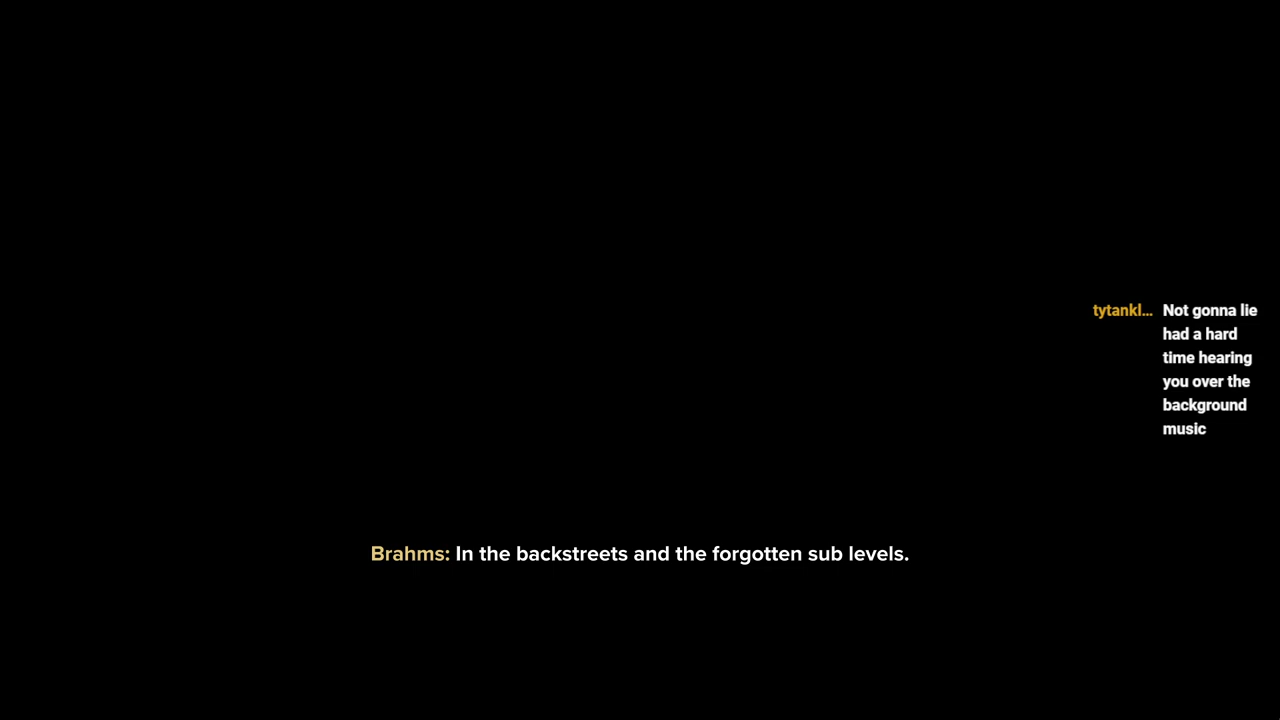 tytankl… Not gonna lie
had a hard
time hearing
you over the
background
music
Brahms: In the backstreets and the forgotten sub levels.